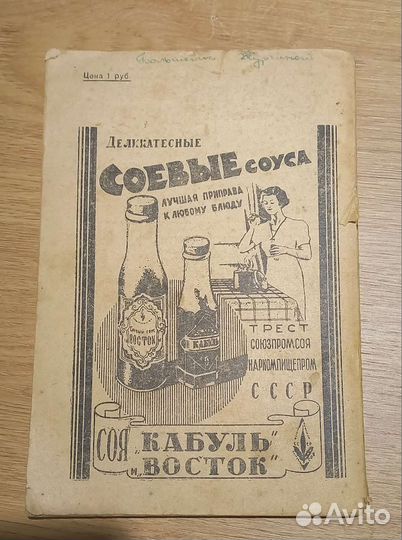 Цена 1 руб.
Деликатесные
СОЕВЫЕ СОУСА
ЛУЧШАЯ ПРИПРАВА
К ЛЮБОМУ БЛЮДУ
ВОСТОК
КАБУЛЬ
ТРЕСТ
СОЮЗПРОМСОЯ
НАРКОМПИЩЕПРОМ
СССР
СОЯ „КАБУЛЬ“
и „ВОСТОК“
Avito